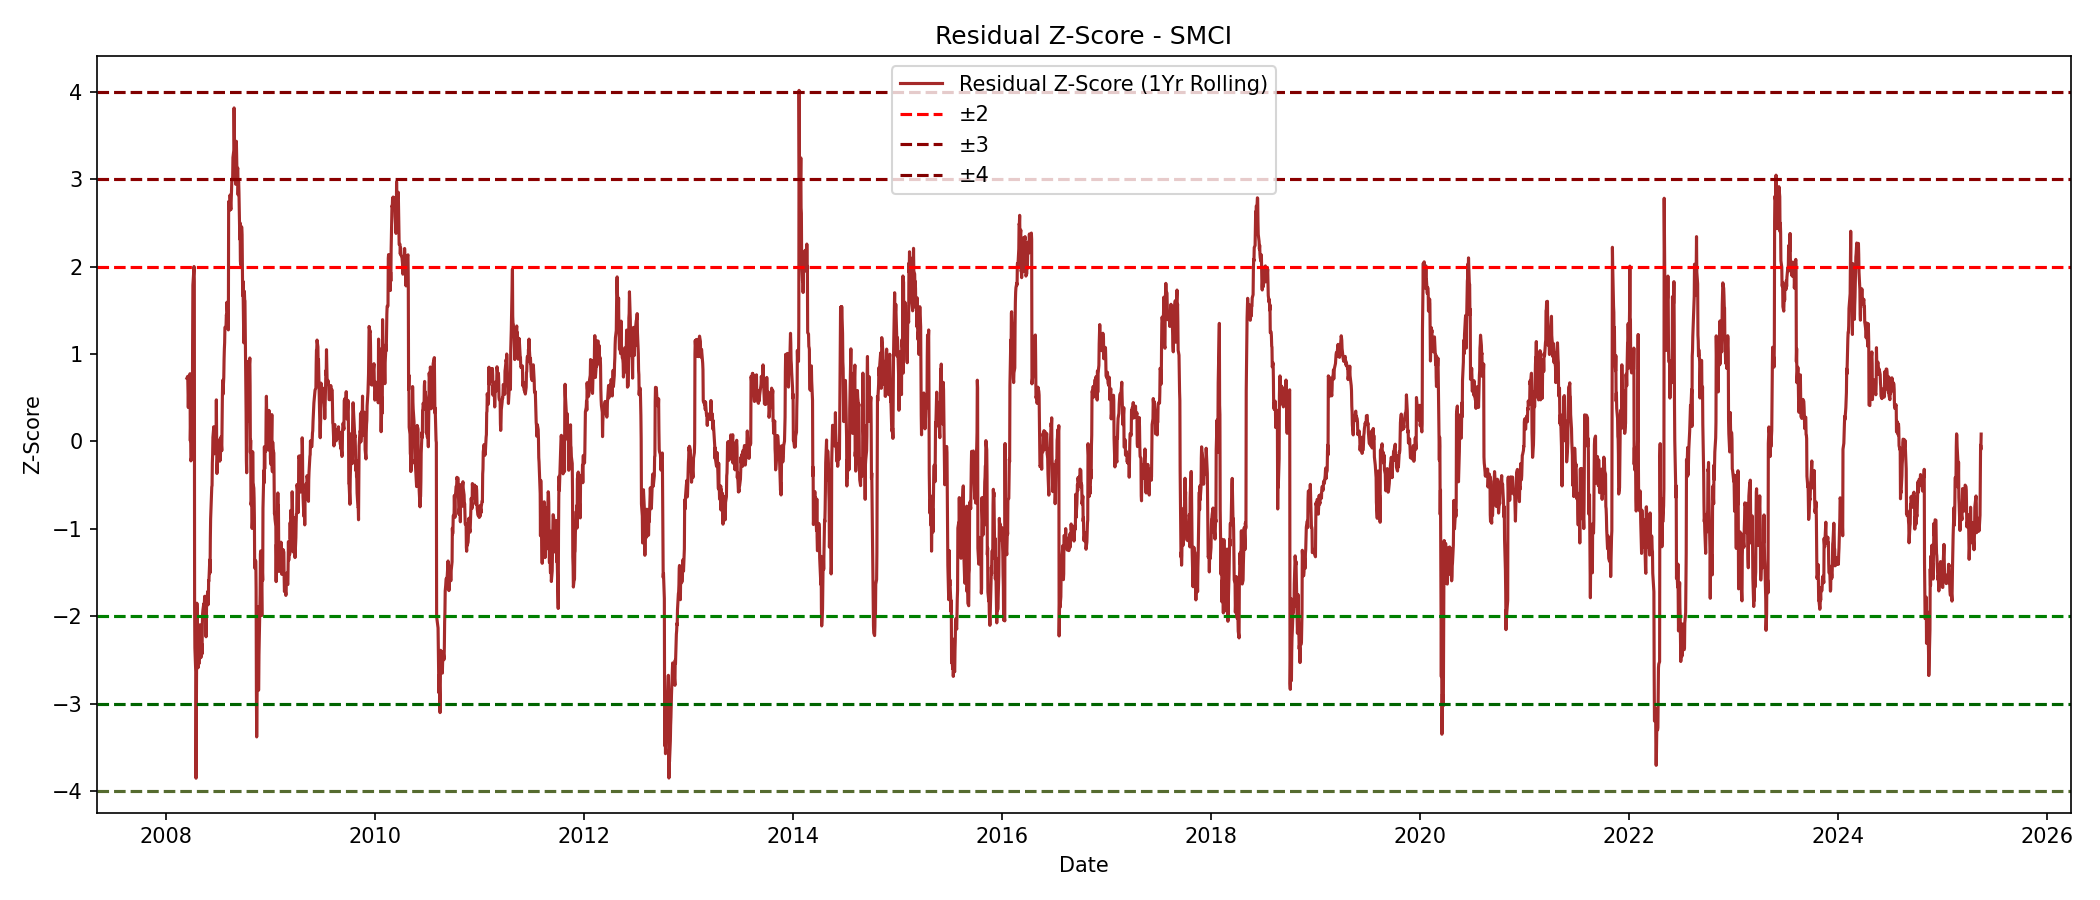 Residual Z-Score - SMCI
Residual Z-Score (1Yr Rolling)
±2
±3
±4
Z-Score
4
3
2
1
0
−1
−2
−3
−4
2008 2010 2012 2014 2016 2018 2020 2022 2024 2026
Date